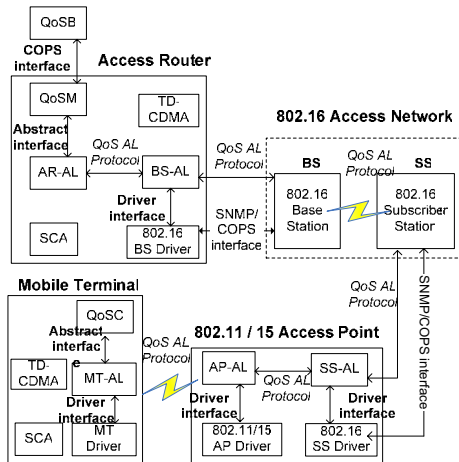 QoSB
COPS
interface
Access Router
QoSM
TD-
CDMA
Abstract
interface
QoS AL
Protocol
AR-AL
BS-AL
Driver
interface
SCA
802.16
BS Driver
QoS AL
Protocol
SNMP/
COPS
interface
802.16 Access Network
BS
QoS AL
Protocol
SS
802.16
Base
Station
802.16
Subscriber
Station
QoS AL
Protocol
SNMP/COPS interface
Mobile Terminal
QoSC
Abstract
interfac
e
TD-
CDMA
MT-AL
Driver
interface
SCA
MT
Driver
QoS AL
Protocol
802.11 / 15 Access Point
AP-AL
QoS AL
Protocol
SS-AL
Driver
interface
Driver
interface
802.11/15
AP Driver
802.16
SS Driver